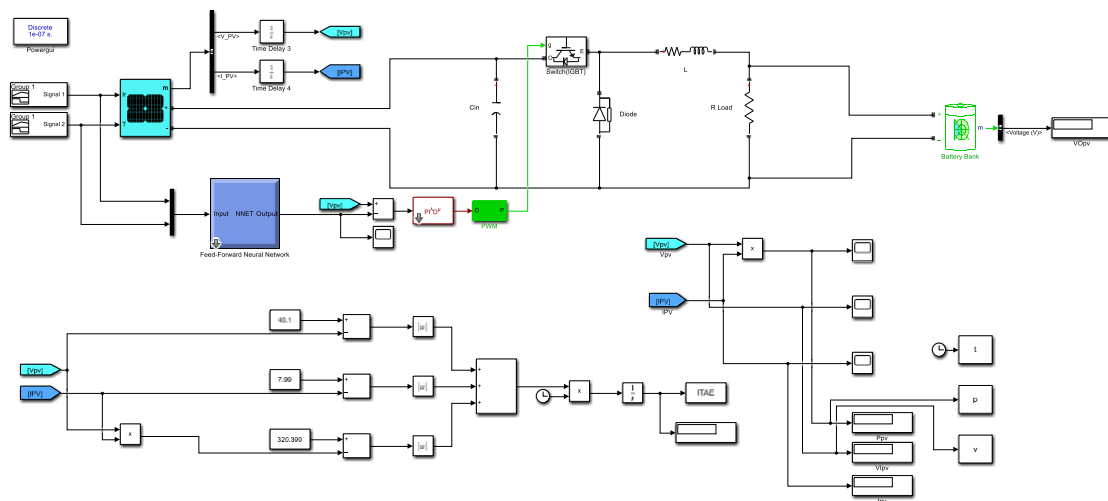 Discrete
1e-07 s.
Powergui
<V_PV>
Time Delay 3
[Vpv]
<I_PV>
Time Delay 4
[IPV]
Group 1
Signal 1
Group 1
Signal 2
Ir
T
m
+
-
Cin
g
C
E
Switch(IGBT)
Diode
L
R Load
+
-
m
Battery Bank
<Voltage (V)>
VOpv
Input
NNET
Output
Feed-Forward Neural Network
[Vpv]
+
−
D
P
PWM
[Vpv]
Vpv
[IPV]
IPV
x
t
p
v
Ppv
VIpv
[Vpv]
[IPV]
40.1
+
−
|u|
7.99
+
−
|u|
320.399
+
−
|u|
x
+
+
+
x
ITAE